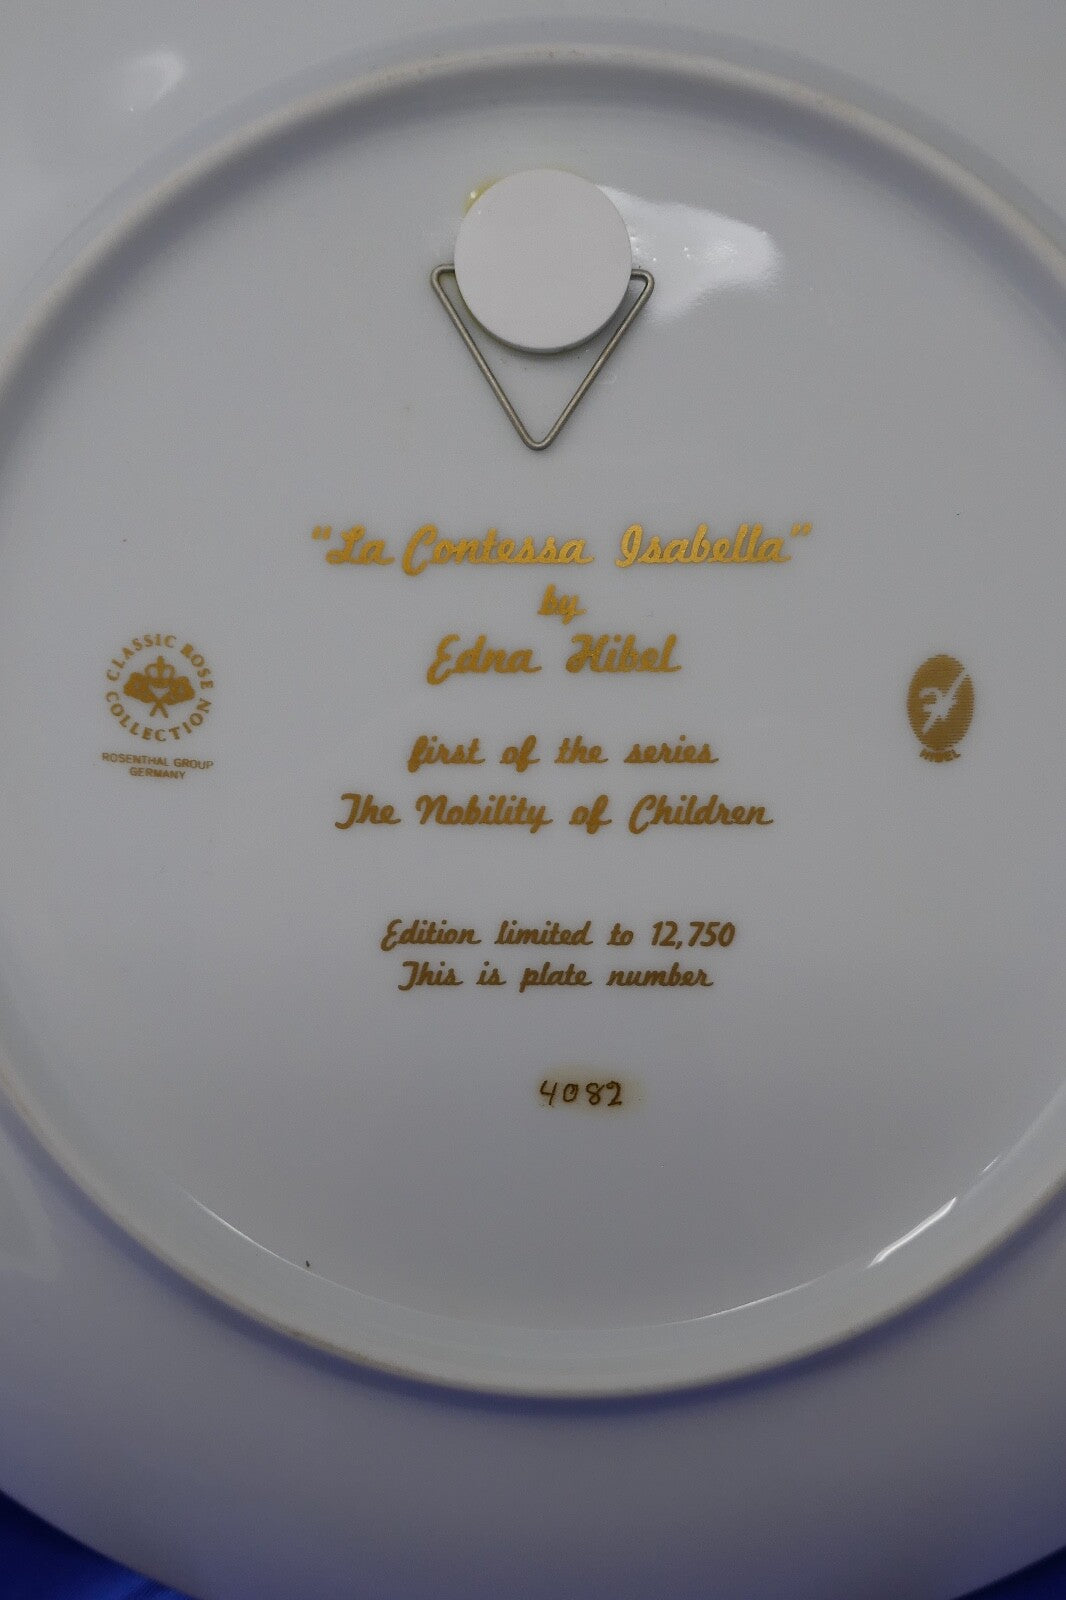 "La Contessa Isabella"
by
Edna Hibel
first of the series
The Nobility of Children
CLASSIC ROSE
COLLECTION
ROSENTHAL GROUP
GERMANY
HIBEL
Edition limited to 12,750
This is plate number
4082